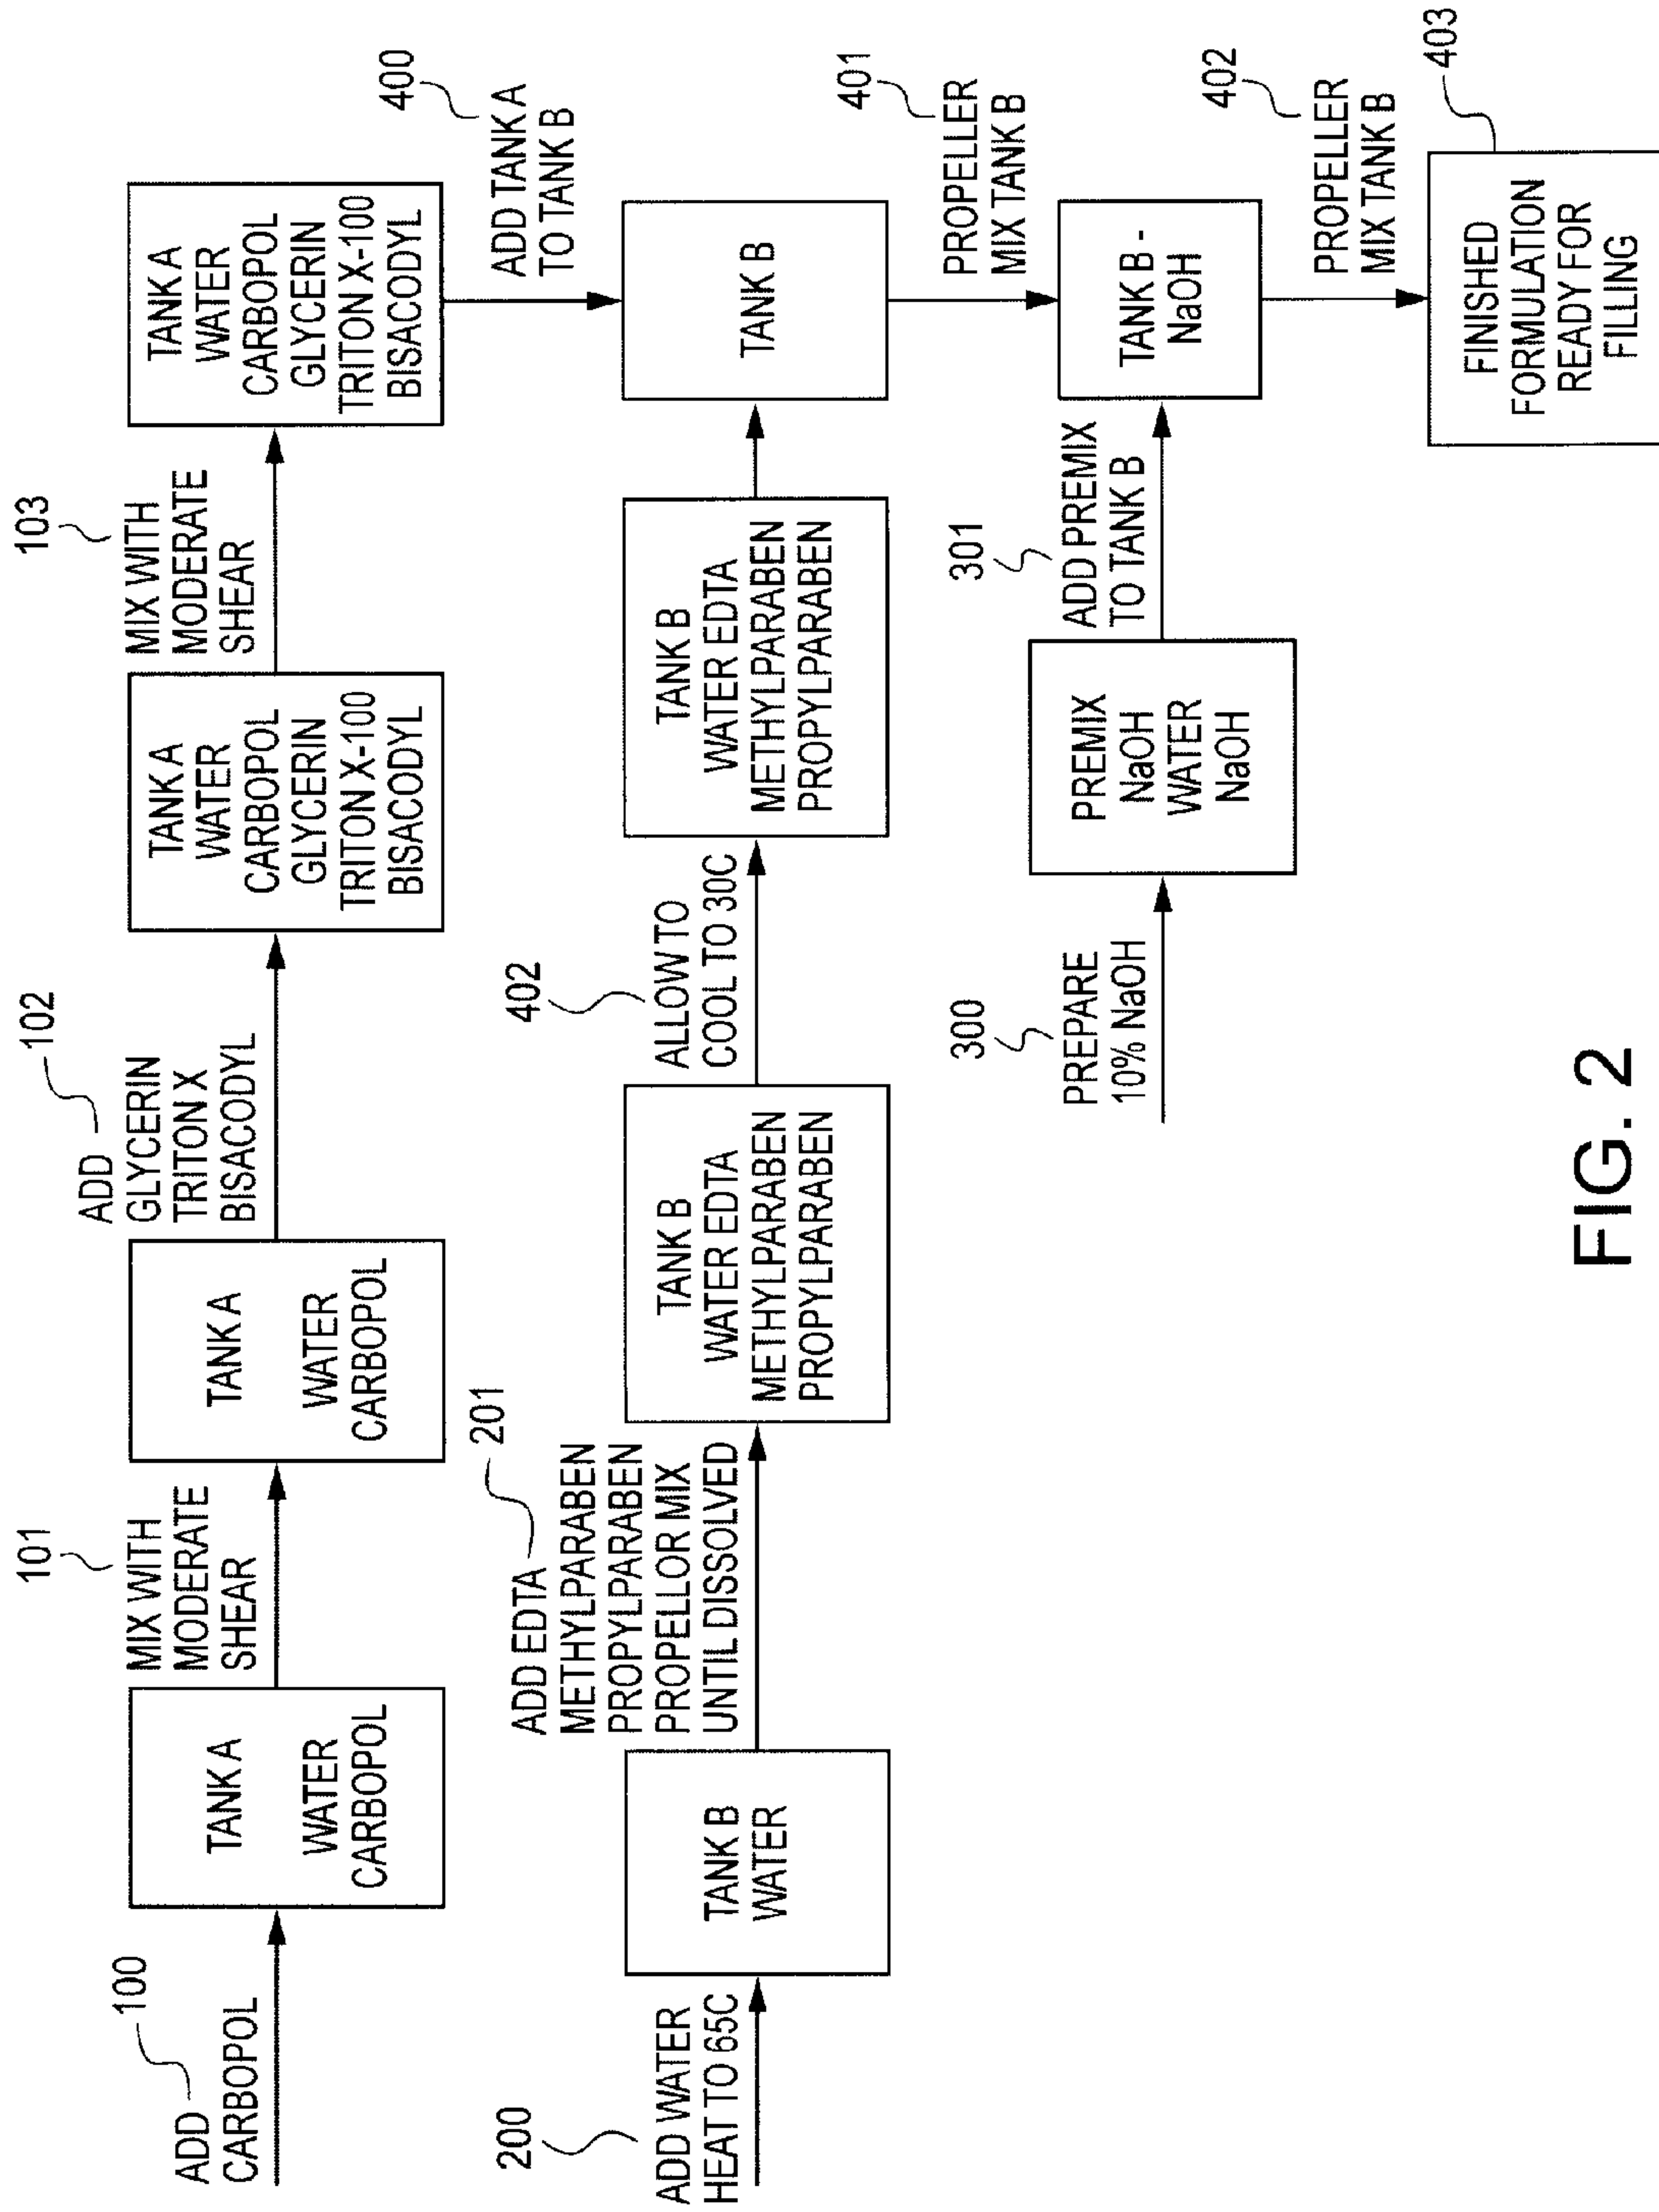 100
ADD
CARBOPOL
TANK A
WATER
CARBOPOL
101
MIX WITH
MODERATE
SHEAR
TANK A
WATER
CARBOPOL
102
ADD
GLYCERIN
TRITON X
BISACODYL
TANK A
WATER
CARBOPOL
GLYCERIN
TRITON X-100
BISACODYL
103
MIX WITH
MODERATE
SHEAR
TANK A
WATER
CARBOPOL
GLYCERIN
TRITON X-100
BISACODYL
400
ADD TANK A
TO TANK B
200
ADD WATER
HEAT TO 65C
TANK B
WATER
201
ADD EDTA
METHYLPARABEN
PROPYLPARABEN
PROPELLOR MIX
UNTIL DISSOLVED
TANK B
WATER EDTA
METHYLPARABEN
PROPYLPARABEN
402
ALLOW TO
COOL TO 30C
TANK B
WATER EDTA
METHYLPARABEN
PROPYLPARABEN
TANK B
401
PROPELLER
MIX TANK B
300
PREPARE
10% NaOH
PREMIX
NaOH
WATER
NaOH
301
ADD PREMIX
TO TANK B
TANK B -
NaOH
402
PROPELLER
MIX TANK B
403
FINISHED
FORMULATION
READY FOR
FILLING
FIG. 2